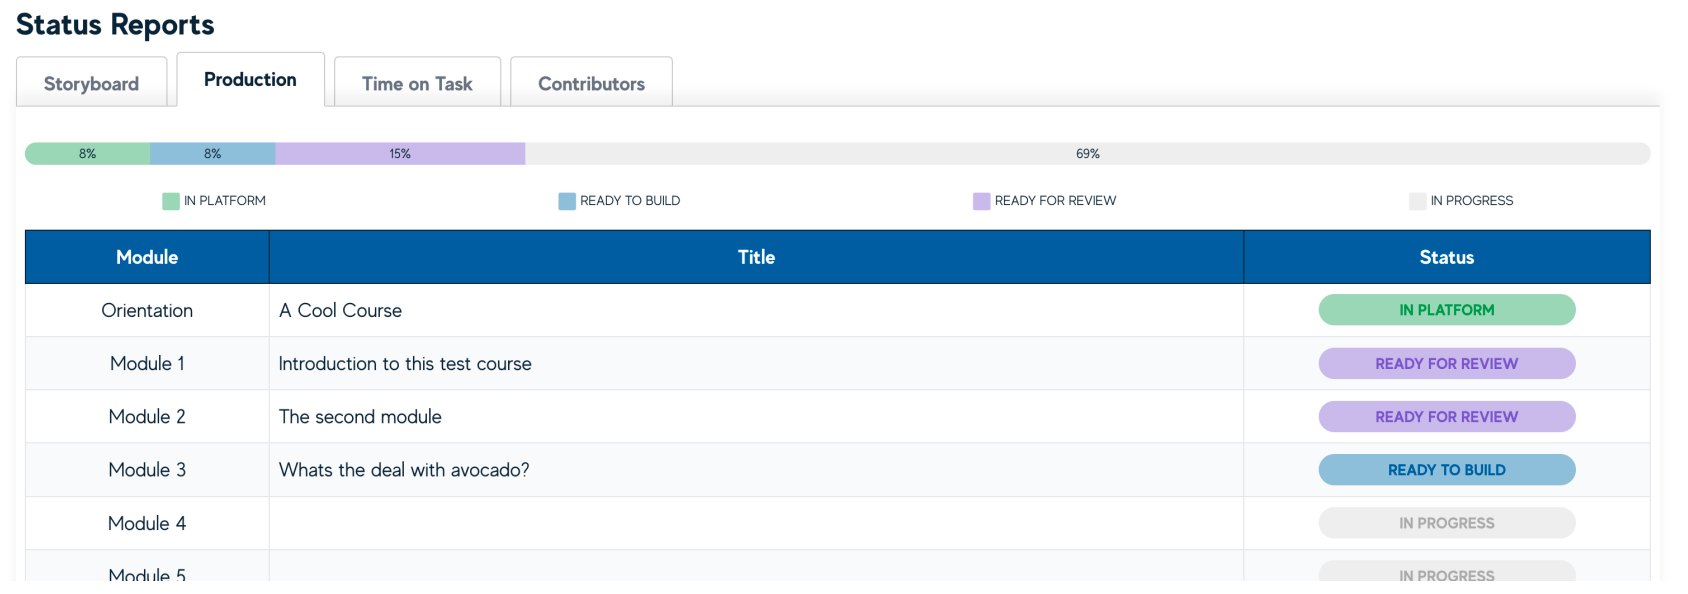 Status Reports
Storyboard Production Time on Task Contributors
8% 8% 15% 69%
IN PLATFORM READY TO BUILD READY FOR REVIEW IN PROGRESS
Module Title Status
Orientation A Cool Course IN PLATFORM
Module 1 Introduction to this test course READY FOR REVIEW
Module 2 The second module READY FOR REVIEW
Module 3 Whats the deal with avocado? READY TO BUILD
Module 4 IN PROGRESS
Module 5 IN PROGRESS